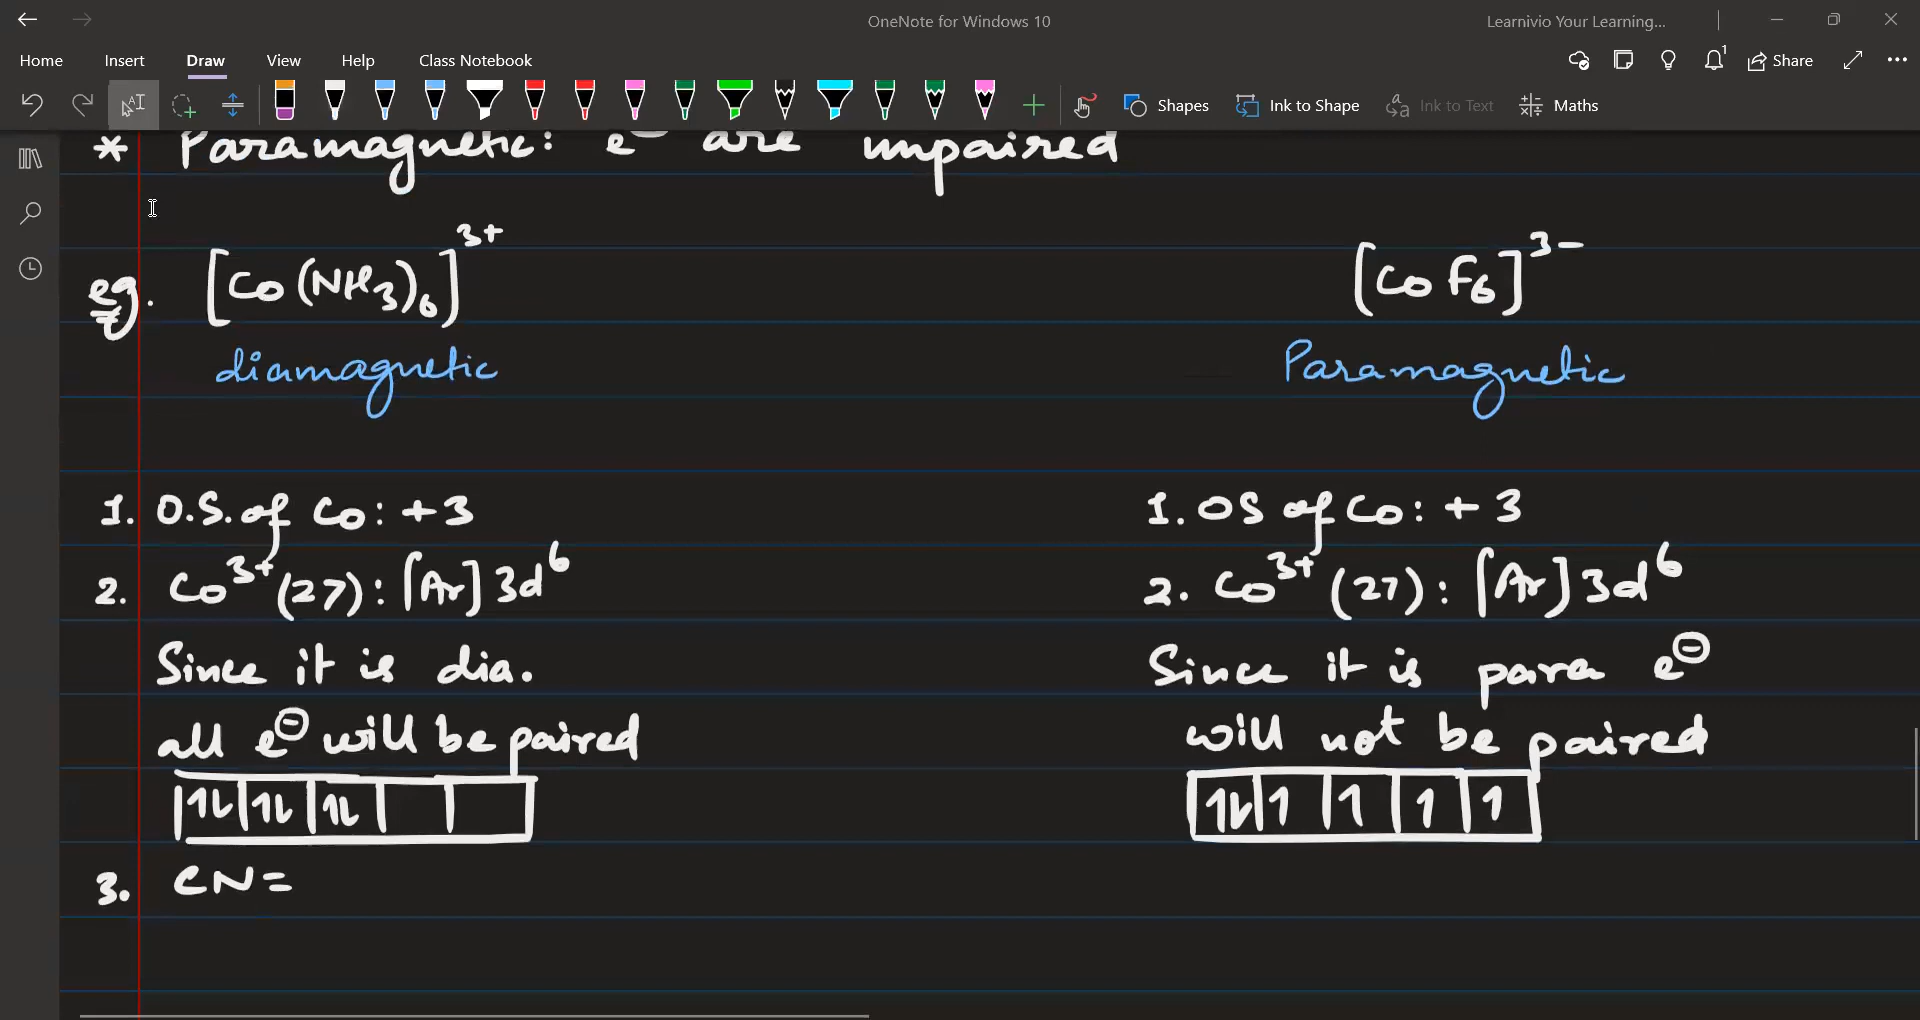 OneNote for Windows 10
Learnivio Your Learning...
Home Insert Draw View Help Class Notebook
1 Share
Shapes Ink to Shape Ink to Text Maths
* Paramagnetic: e⁻ are unpaired
eg. [Co(NH₃)₆]³⁺ [CoF₆]³⁻
diamagnetic Paramagnetic
1. O.S. of Co: +3 1. OS of Co: +3
2. Co³⁺(27): [Ar] 3d⁶ 2. Co³⁺(27): [Ar] 3d⁶
Since it is dia. Since it is para e⊖
all e⊖ will be paired will not be paired
↿⇂ ↿⇂ ↿⇂ ↿⇂ ↿ ↿ ↿ ↿
3. CN=